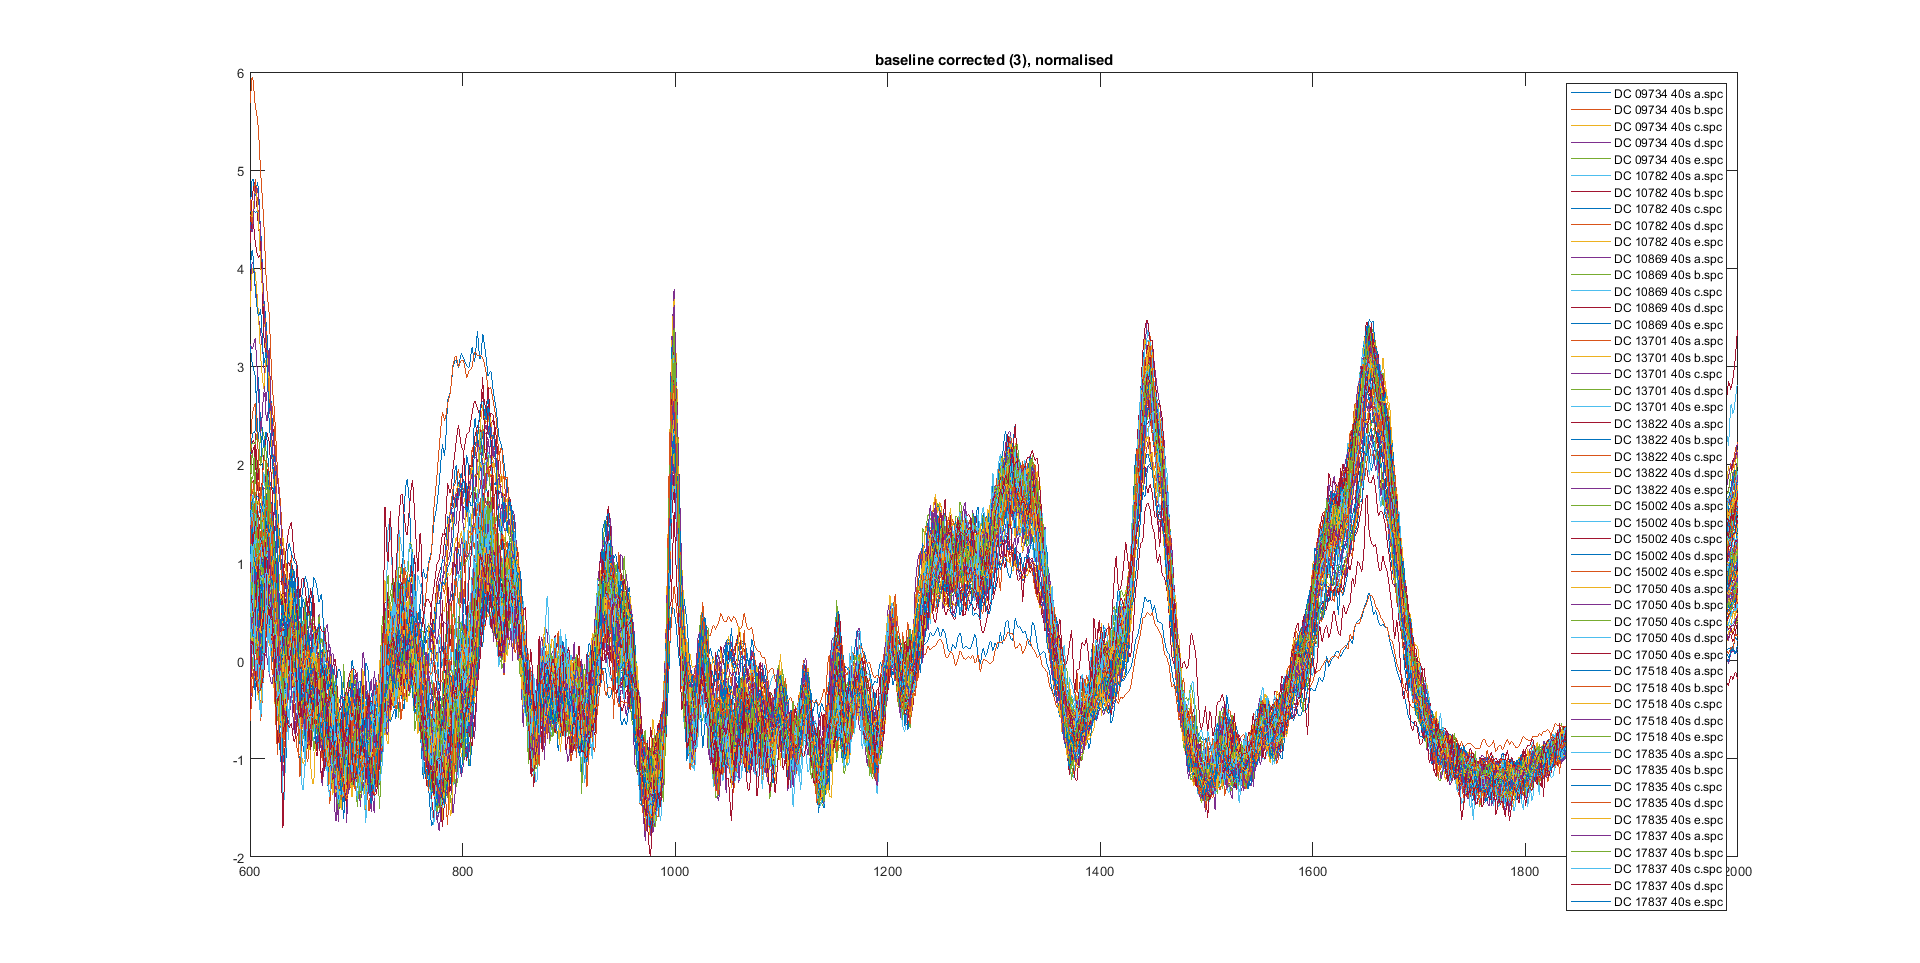 baseline corrected (3), normalised
6
5
4
3
2
1
0
-1
-2
600
800
1000
1200
1400
1600
1800
2000
DC 09734 40s a.spc
DC 09734 40s b.spc
DC 09734 40s c.spc
DC 09734 40s d.spc
DC 09734 40s e.spc
DC 10782 40s a.spc
DC 10782 40s b.spc
DC 10782 40s c.spc
DC 10782 40s d.spc
DC 10782 40s e.spc
DC 10869 40s a.spc
DC 10869 40s b.spc
DC 10869 40s c.spc
DC 10869 40s d.spc
DC 10869 40s e.spc
DC 13701 40s a.spc
DC 13701 40s b.spc
DC 13701 40s c.spc
DC 13701 40s d.spc
DC 13701 40s e.spc
DC 13822 40s a.spc
DC 13822 40s b.spc
DC 13822 40s c.spc
DC 13822 40s d.spc
DC 13822 40s e.spc
DC 15002 40s a.spc
DC 15002 40s b.spc
DC 15002 40s c.spc
DC 15002 40s d.spc
DC 15002 40s e.spc
DC 17050 40s a.spc
DC 17050 40s b.spc
DC 17050 40s c.spc
DC 17050 40s d.spc
DC 17050 40s e.spc
DC 17518 40s a.spc
DC 17518 40s b.spc
DC 17518 40s c.spc
DC 17518 40s d.spc
DC 17518 40s e.spc
DC 17835 40s a.spc
DC 17835 40s b.spc
DC 17835 40s c.spc
DC 17835 40s d.spc
DC 17835 40s e.spc
DC 17837 40s a.spc
DC 17837 40s b.spc
DC 17837 40s c.spc
DC 17837 40s d.spc
DC 17837 40s e.spc